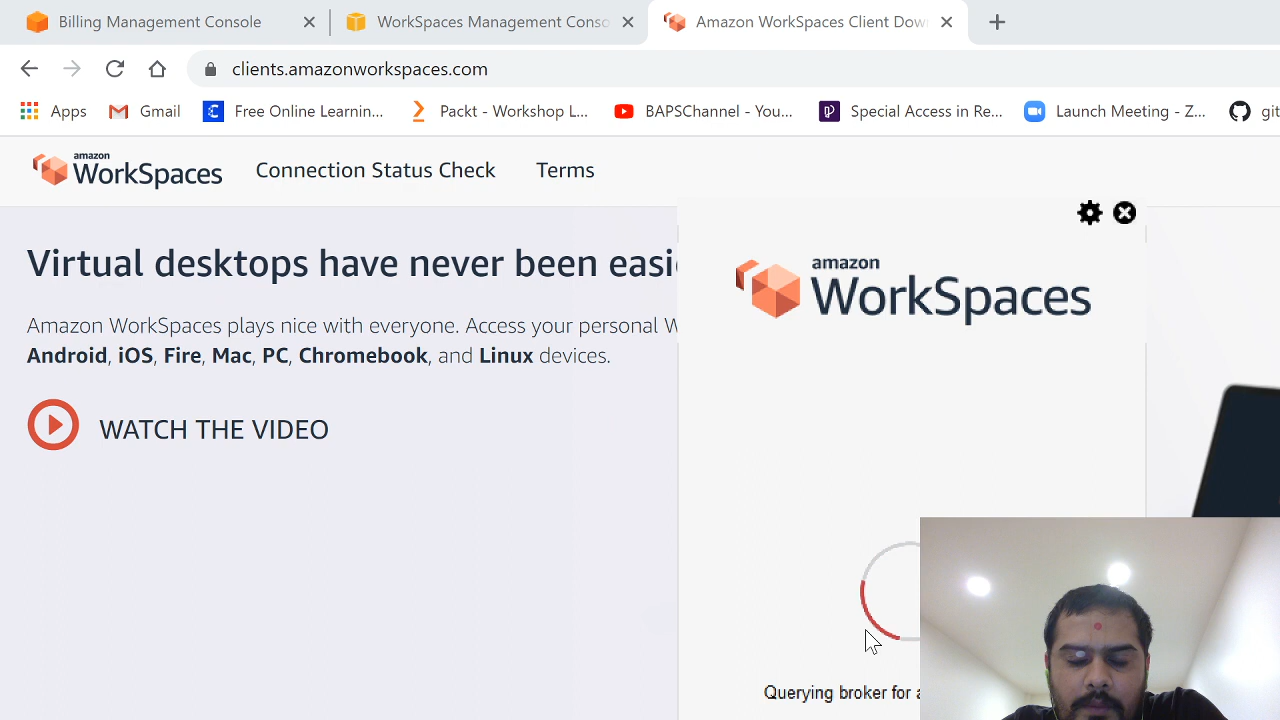 Billing Management Console
WorkSpaces Management Conso
Amazon WorkSpaces Client Dow
clients.amazonworkspaces.com
Apps
Gmail
Free Online Learnin...
Packt - Workshop L...
BAPSChannel - You...
Special Access in Re...
Launch Meeting - Z...
git
amazon
WorkSpaces
Connection Status Check
Terms
Virtual desktops have never been easi
Amazon WorkSpaces plays nice with everyone. Access your personal W
Android, iOS, Fire, Mac, PC, Chromebook, and Linux devices.
WATCH THE VIDEO
amazon
WorkSpaces
Querying broker for a